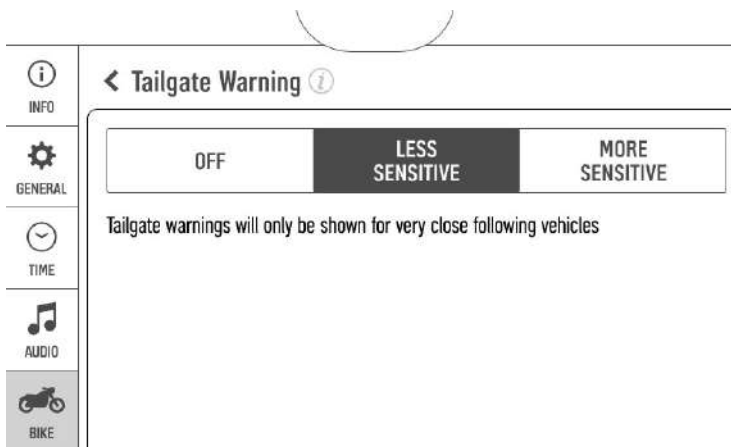 INFO
< Tailgate Warning i
GENERAL
OFF
LESS
SENSITIVE
MORE
SENSITIVE
Tailgate warnings will only be shown for very close following vehicles
TIME
AUDIO
BIKE